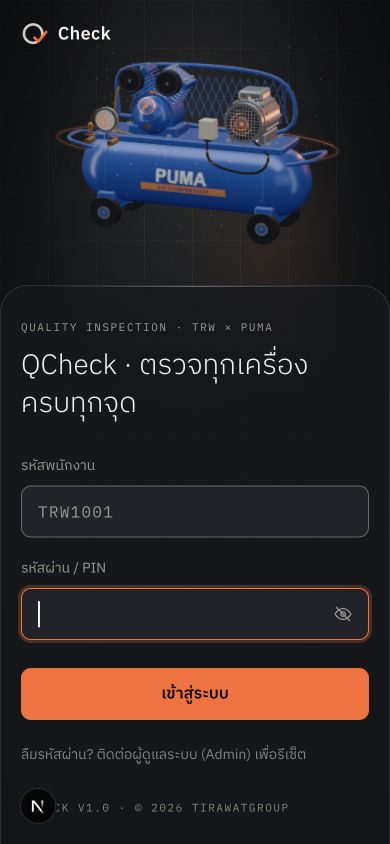 Check
PUMA
AIR COMPRESSOR
QUALITY INSPECTION · TRW × PUMA
QCheck · ตรวจทุกเครื่อง
ครบทุกจุด
รหัสพนักงาน
TRW1001
รหัสผ่าน / PIN
เข้าสู่ระบบ
ลืมรหัสผ่าน? ติดต่อผู้ดูแลระบบ (Admin) เพื่อรีเซ็ต
N
CK V1.0 · © 2026 TIRAWATGROUP